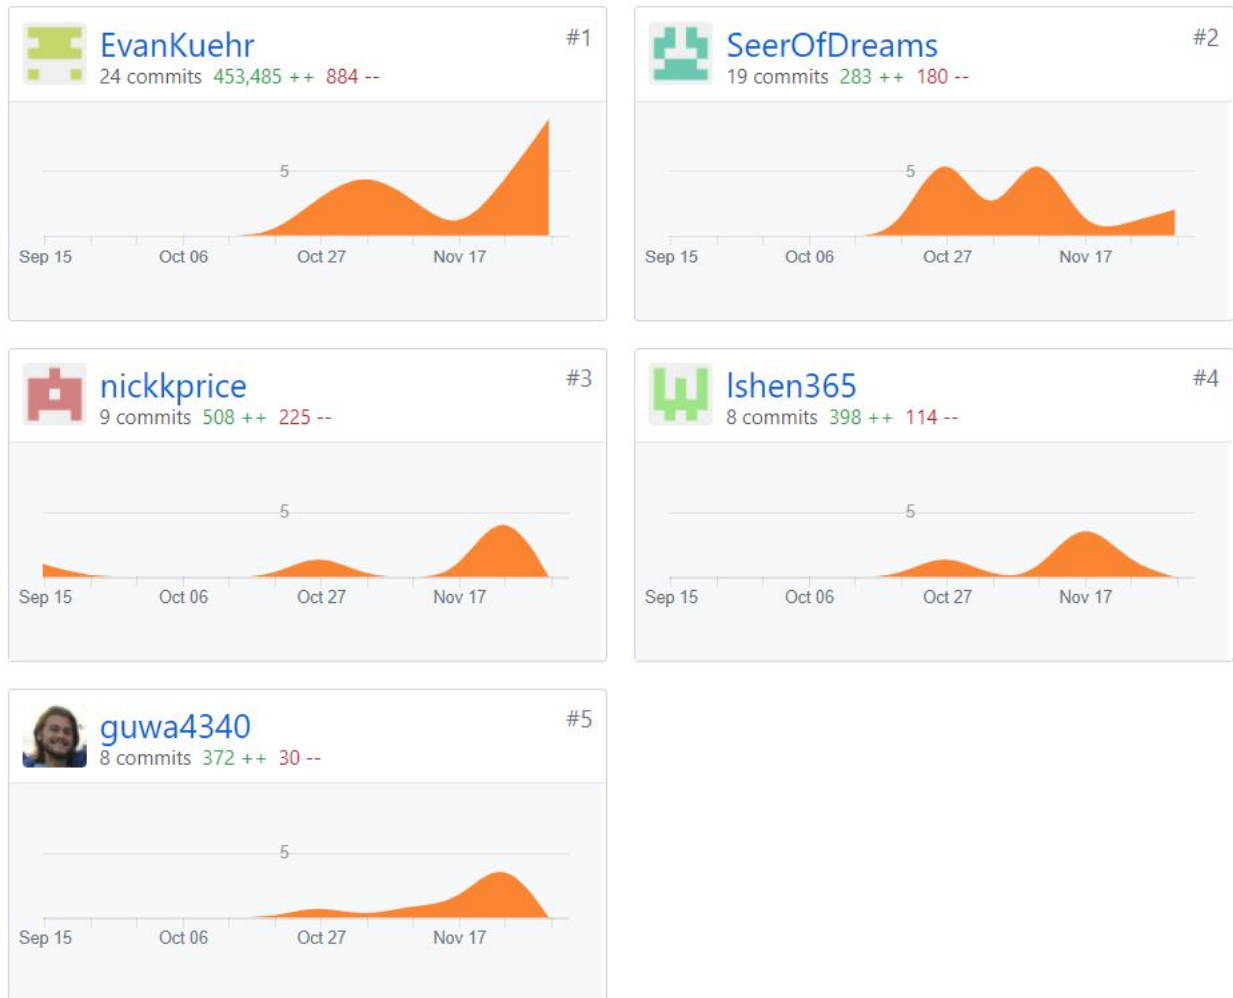 EvanKuehr #1
24 commits 453,485 ++ 884 --
5
Sep 15 Oct 06 Oct 27 Nov 17
SeerOfDreams #2
19 commits 283 ++ 180 --
5
Sep 15 Oct 06 Oct 27 Nov 17
nickkprice #3
9 commits 508 ++ 225 --
5
Sep 15 Oct 06 Oct 27 Nov 17
lshen365 #4
8 commits 398 ++ 114 --
5
Sep 15 Oct 06 Oct 27 Nov 17
guwa4340 #5
8 commits 372 ++ 30 --
5
Sep 15 Oct 06 Oct 27 Nov 17